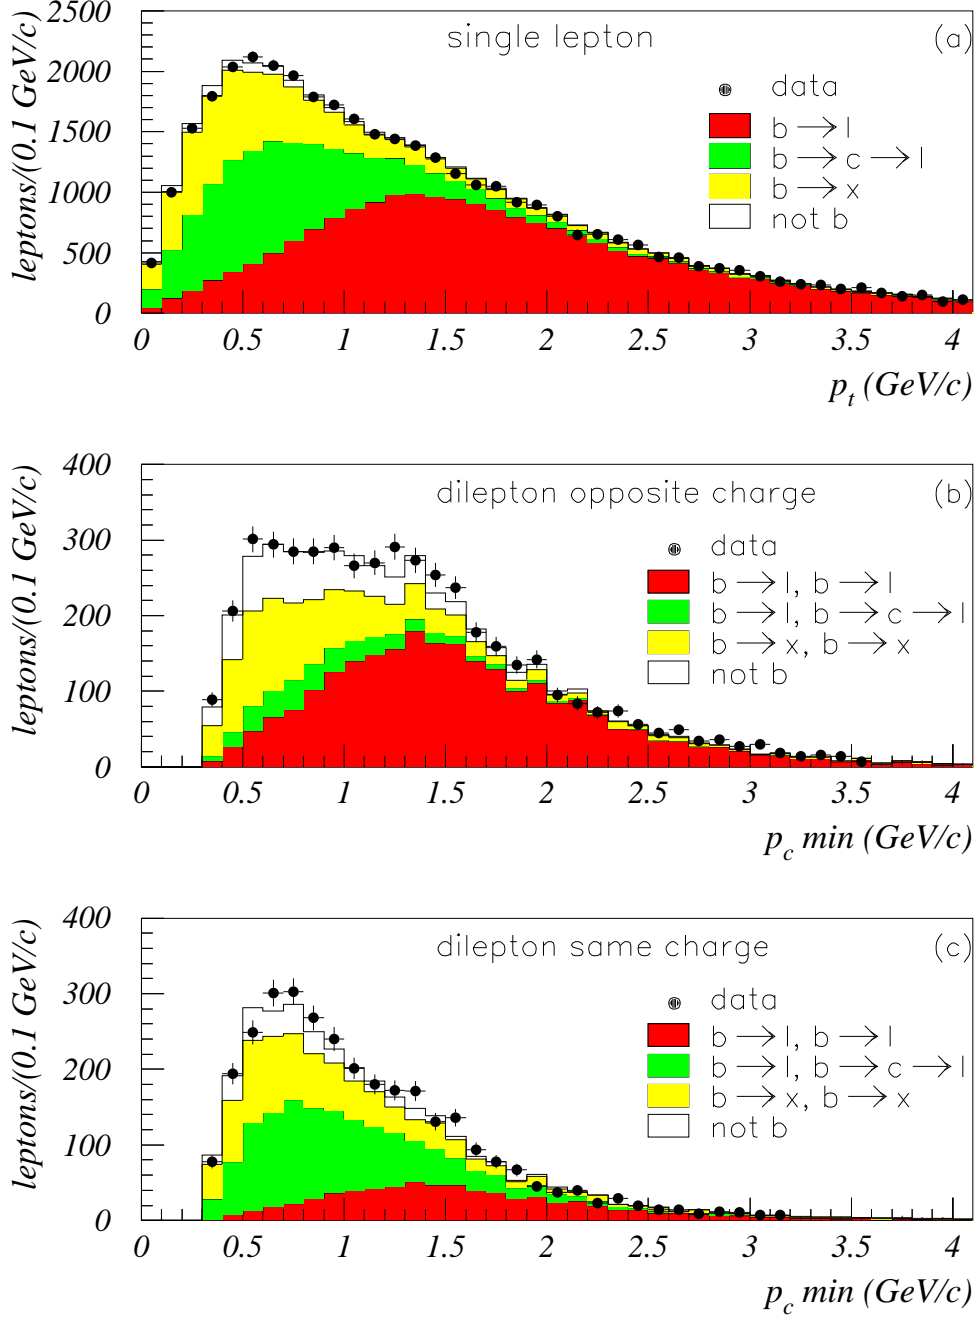 single lepton (a)
data
b → l
b → c → l
b → x
not b
leptons/(0.1 GeV/c)
2500
2000
1500
1000
500
0
0 0.5 1 1.5 2 2.5 3 3.5 4
p_t (GeV/c)
dilepton opposite charge (b)
data
b → l, b → l
b → l, b → c → l
b → x, b → x
not b
leptons/(0.1 GeV/c)
400
300
200
100
0
0 0.5 1 1.5 2 2.5 3 3.5 4
p_c min (GeV/c)
dilepton same charge (c)
data
b → l, b → l
b → l, b → c → l
b → x, b → x
not b
leptons/(0.1 GeV/c)
400
300
200
100
0
0 0.5 1 1.5 2 2.5 3 3.5 4
p_c min (GeV/c)